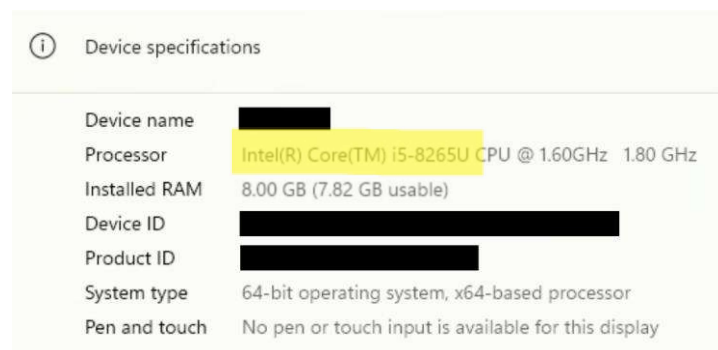 Device specifications
Device name
Processor Intel(R) Core(TM) i5-8265U CPU @ 1.60GHz 1.80 GHz
Installed RAM 8.00 GB (7.82 GB usable)
Device ID
Product ID
System type 64-bit operating system, x64-based processor
Pen and touch No pen or touch input is available for this display